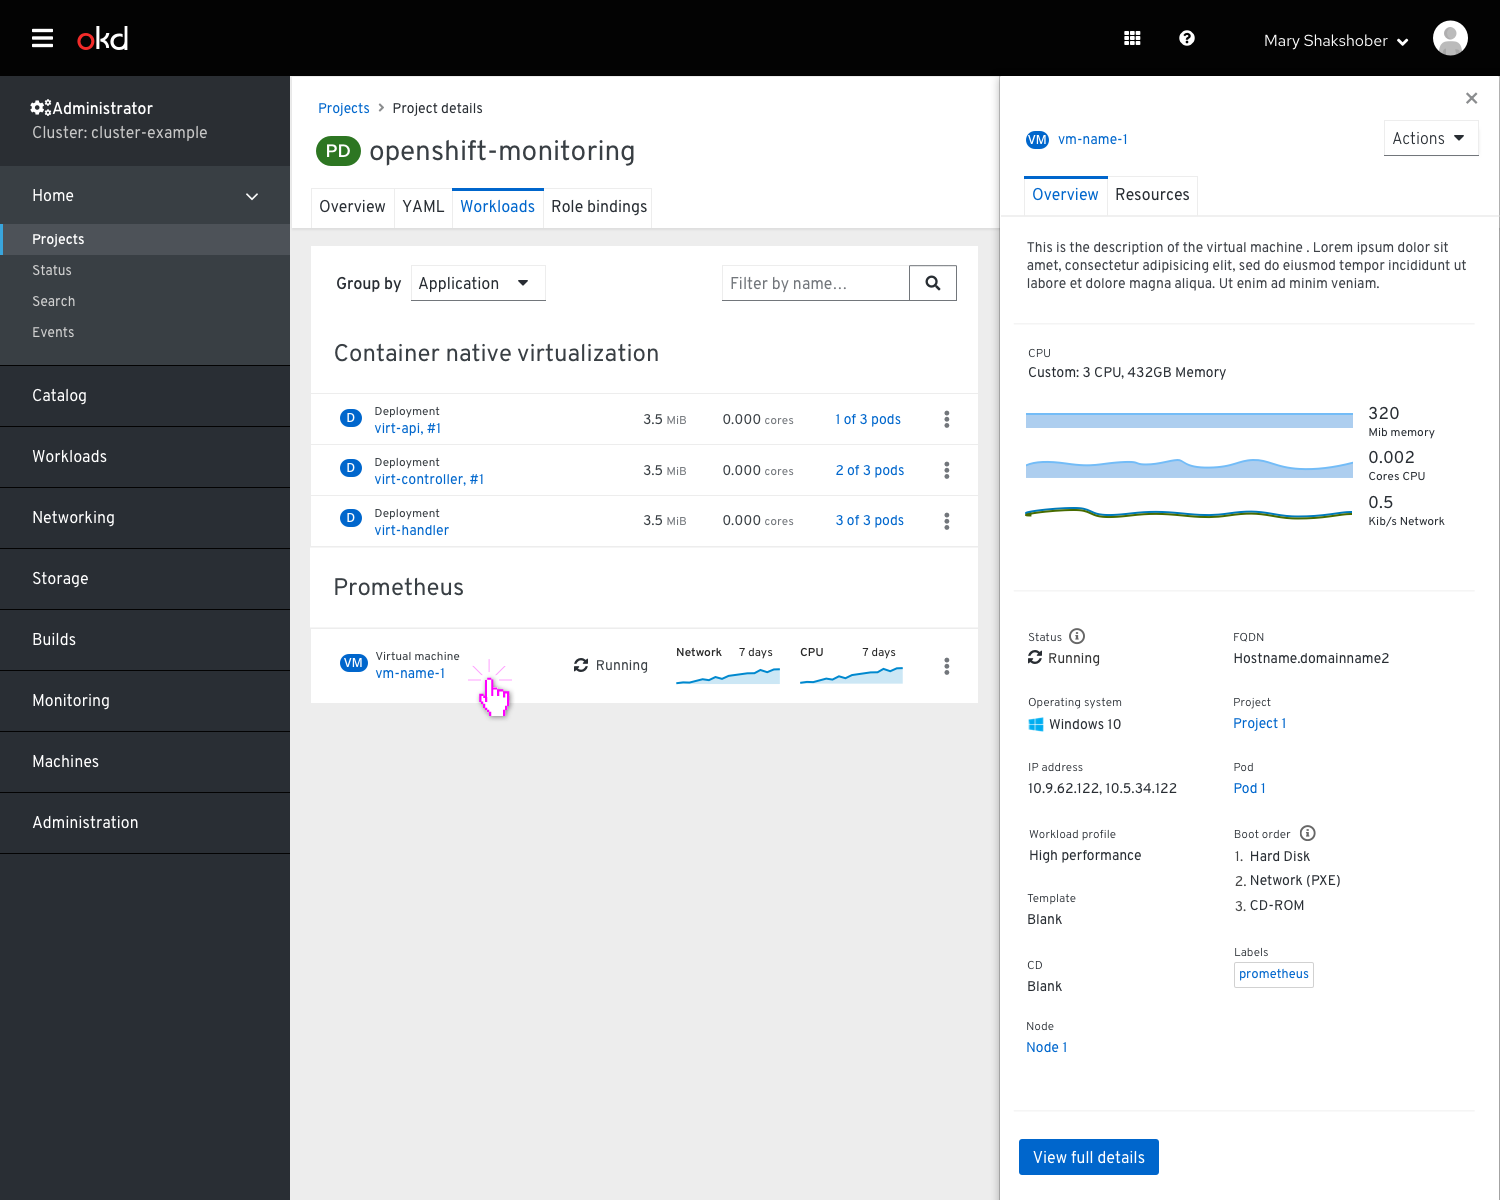 okd
Mary Shakshober
Administrator
Cluster: cluster-example
Home
Projects
Status
Search
Events
Catalog
Workloads
Networking
Storage
Builds
Monitoring
Machines
Administration
Projects > Project details
PD openshift-monitoring
Overview YAML Workloads Role bindings
Group by Application Filter by name...
Container native virtualization
D Deployment
virt-api, #1 3.5 MiB 0.000 cores 1 of 3 pods
D Deployment
virt-controller, #1 3.5 MiB 0.000 cores 2 of 3 pods
D Deployment
virt-handler 3.5 MiB 0.000 cores 3 of 3 pods
Prometheus
VM Virtual machine
vm-name-1 Running
Network 7 days CPU 7 days
VM vm-name-1 Actions
Overview Resources
This is the description of the virtual machine . Lorem ipsum dolor sit
amet, consectetur adipisicing elit, sed do eiusmod tempor incididunt ut
labore et dolore magna aliqua. Ut enim ad minim veniam.
CPU
Custom: 3 CPU, 432GB Memory
320
Mib memory
0.002
Cores CPU
0.5
Kib/s Network
Status
Running
FQDN
Hostname.domainname2
Operating system
Windows 10
Project
Project 1
IP address
10.9.62.122, 10.5.34.122
Pod
Pod 1
Workload profile
High performance
Boot order
1. Hard Disk
2. Network (PXE)
3. CD-ROM
Template
Blank
Labels
prometheus
CD
Blank
Node
Node 1
View full details